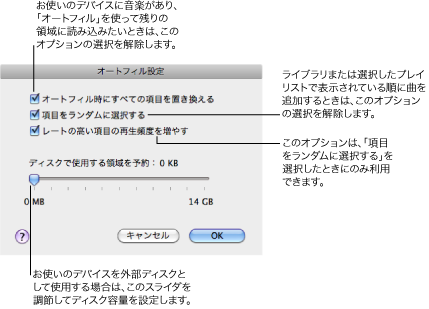 お使いのデバイスに音楽があり、
「オートフィル」を使って残りの
領域に読み込みたいときは、この
オプションの選択を解除します。
オートフィル設定
オートフィル時にすべての項目を置き換える
項目をランダムに選択する
レートの高い項目の再生頻度を増やす
ライブラリまたは選択したプレイ
リストで表示されている順に曲を
追加するときは、このオプション
の選択を解除します。
このオプションは、「項目
をランダムに選択する」を
選択したときにのみ利用
できます。
ディスクで使用する領域を予約： 0 KB
0 MB
14 GB
?
キャンセル
OK
お使いのデバイスを外部ディスクと
して使用する場合は、このスライダを
調節してディスク容量を設定します。